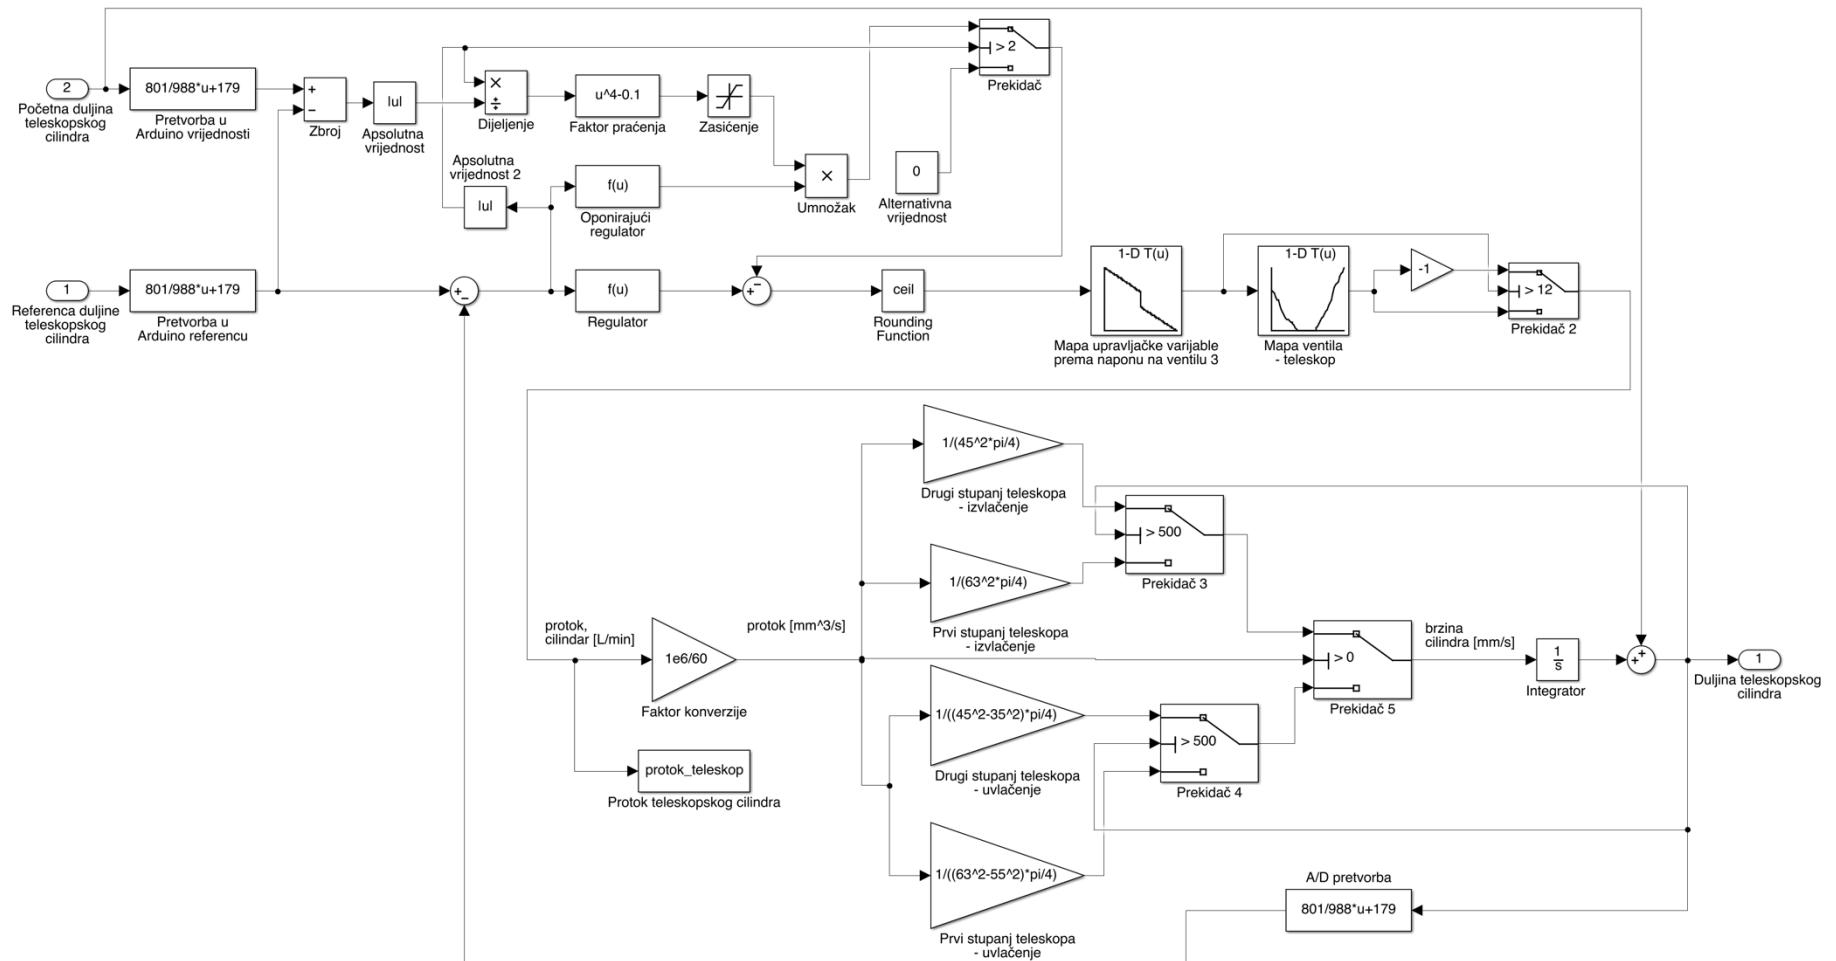 > 2
Prekidač
2
Početna duljina
teleskopskog
cilindra
801/988*u+179
Pretvorba u
Arduino vrijednosti
+
−
Zbroj
|u|
Apsolutna
vrijednost
×
÷
Dijeljenje
u^4-0.1
Faktor praćenja
Zasićenje
Apsolutna
vrijednost 2
|u|
f(u)
Oponirajući
regulator
×
Umnožak
0
Alternativna
vrijednost
1
Referenca duljine
teleskopskog
cilindra
801/988*u+179
Pretvorba u
Arduino referencu
+
−
f(u)
Regulator
+
−
ceil
Rounding
Function
1-D T(u)
Mapa upravljačke varijable
prema naponu na ventilu 3
1-D T(u)
Mapa ventila
- teleskop
-1
> 12
Prekidač 2
1/(45^2*pi/4)
Drugi stupanj teleskopa
- izvlačenje
> 500
Prekidač 3
1/(63^2*pi/4)
Prvi stupanj teleskopa
- izvlačenje
protok,
cilindar [L/min]
1e6/60
Faktor konverzije
protok [mm^3/s]
> 0
Prekidač 5
brzina
cilindra [mm/s]
1
s
Integrator
+
+
1
Duljina teleskopskog
cilindra
protok_teleskop
Protok teleskopskog cilindra
1/((45^2-35^2)*pi/4)
Drugi stupanj teleskopa
- uvlačenje
> 500
Prekidač 4
1/((63^2-55^2)*pi/4)
Prvi stupanj teleskopa
- uvlačenje
A/D pretvorba
801/988*u+179